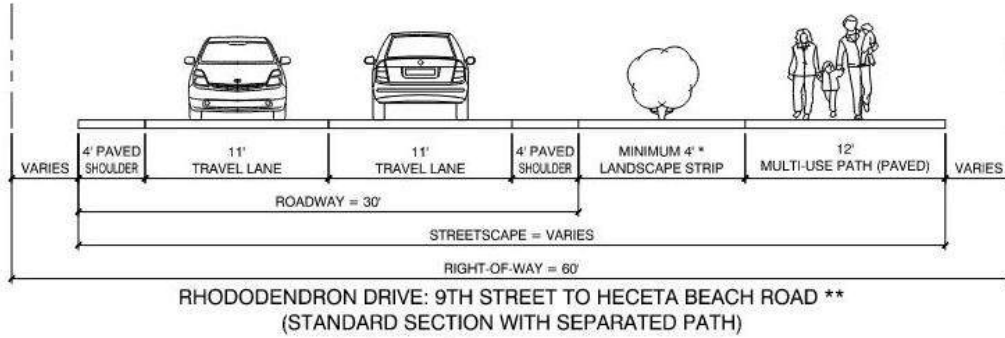 VARIES
4' PAVED
SHOULDER
11'
TRAVEL LANE
11'
TRAVEL LANE
4' PAVED
SHOULDER
MINIMUM 4' *
LANDSCAPE STRIP
12'
MULTI-USE PATH (PAVED)
VARIES
ROADWAY = 30'
STREETSCAPE = VARIES
RIGHT-OF-WAY = 60'
RHODODENDRON DRIVE: 9TH STREET TO HECETA BEACH ROAD **
(STANDARD SECTION WITH SEPARATED PATH)